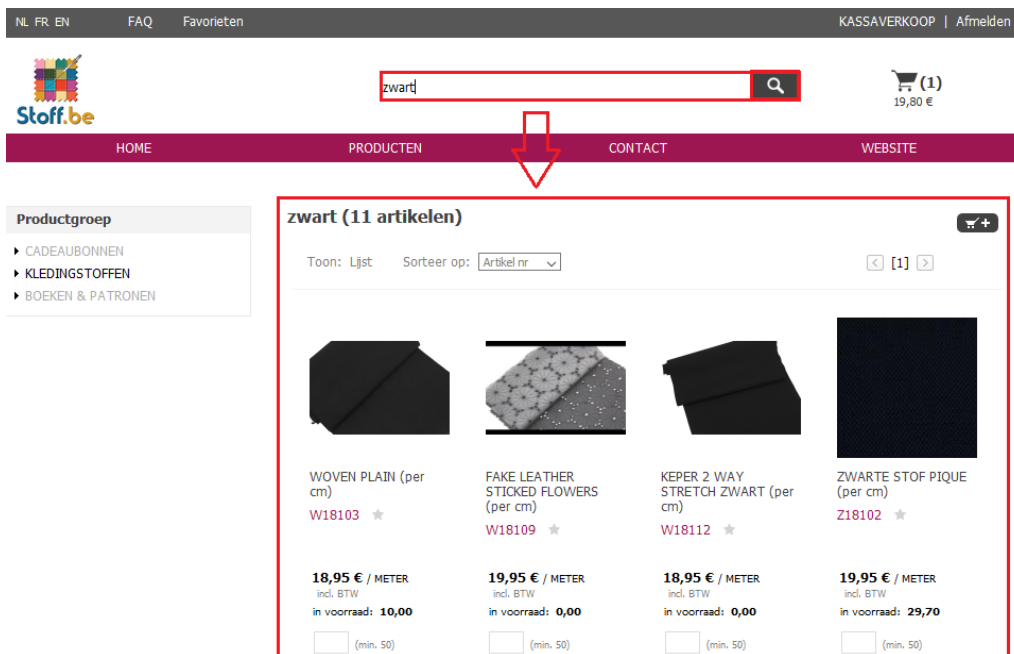 NL FR EN FAQ Favorieten KASSAVERKOOP | Afmelden
Stoff.be
zwart
(1)
19,80 €
HOME PRODUCTEN CONTACT WEBSITE
Productgroep
CADEAUBONNEN
KLEDINGSTOFFEN
BOEKEN & PATRONEN
zwart (11 artikelen)
Toon: Lijst Sorteer op: Artikel nr < [1] >
WOVEN PLAIN (per
cm)
W18103
18,95 € / METER
incl. BTW
in voorraad: 10,00
(min. 50)
FAKE LEATHER
STICKED FLOWERS
(per cm)
W18109
19,95 € / METER
incl. BTW
in voorraad: 0,00
(min. 50)
KEPER 2 WAY
STRETCH ZWART (per
cm)
W18112
18,95 € / METER
incl. BTW
in voorraad: 0,00
(min. 50)
ZWARTE STOF PIQUE
(per cm)
Z18102
19,95 € / METER
incl. BTW
in voorraad: 29,70
(min. 50)